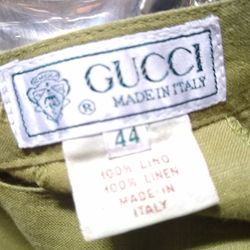 GUCCI
®
MADE IN ITALY
44
100% LINO
100% LINEN
MADE IN
ITALY